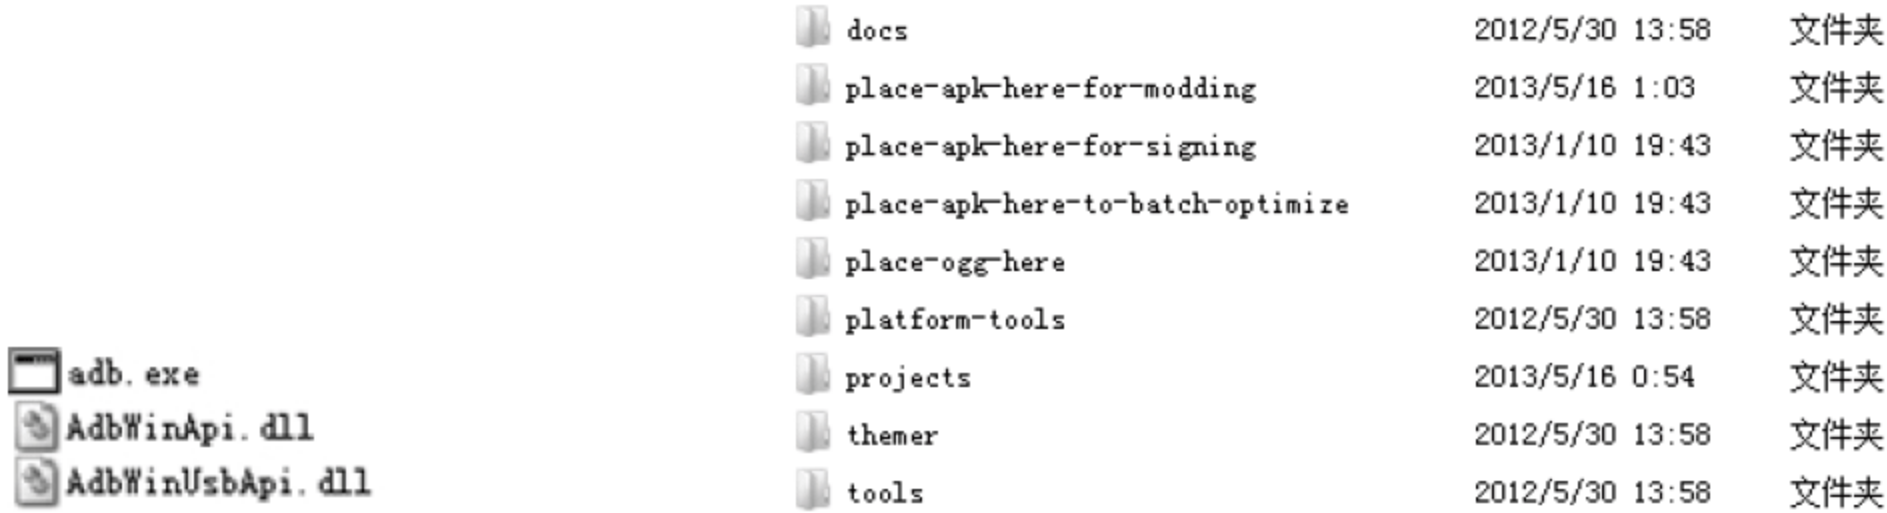 docs 2012/5/30 13:58 文件夹
place-apk-here-for-modding 2013/5/16 1:03 文件夹
place-apk-here-for-signing 2013/1/10 19:43 文件夹
place-apk-here-to-batch-optimize 2013/1/10 19:43 文件夹
place-ogg-here 2013/1/10 19:43 文件夹
platform-tools 2012/5/30 13:58 文件夹
projects 2013/5/16 0:54 文件夹
themer 2012/5/30 13:58 文件夹
tools 2012/5/30 13:58 文件夹
adb.exe
AdbWinApi.dll
AdbWinUsbApi.dll